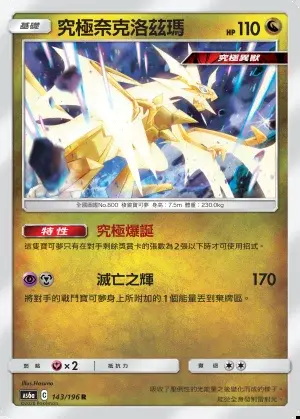 基礎 究極奈克洛茲瑪 HP 110
究極異獸
全國圖鑑No.800 稜鏡寶可夢 身高：7.5m 體重：230.0kg
特性 究極爆誕
這隻寶可夢只有在對手剩餘獎賞卡的張數為2張以下時才可使用招式。
滅亡之輝 170
將對手的戰鬥寶可夢身上所附加的1個能量丟到棄牌區。
弱點 ×2 抵抗力 撤退
Illus.Hasuno
AS6a C 143/196 R